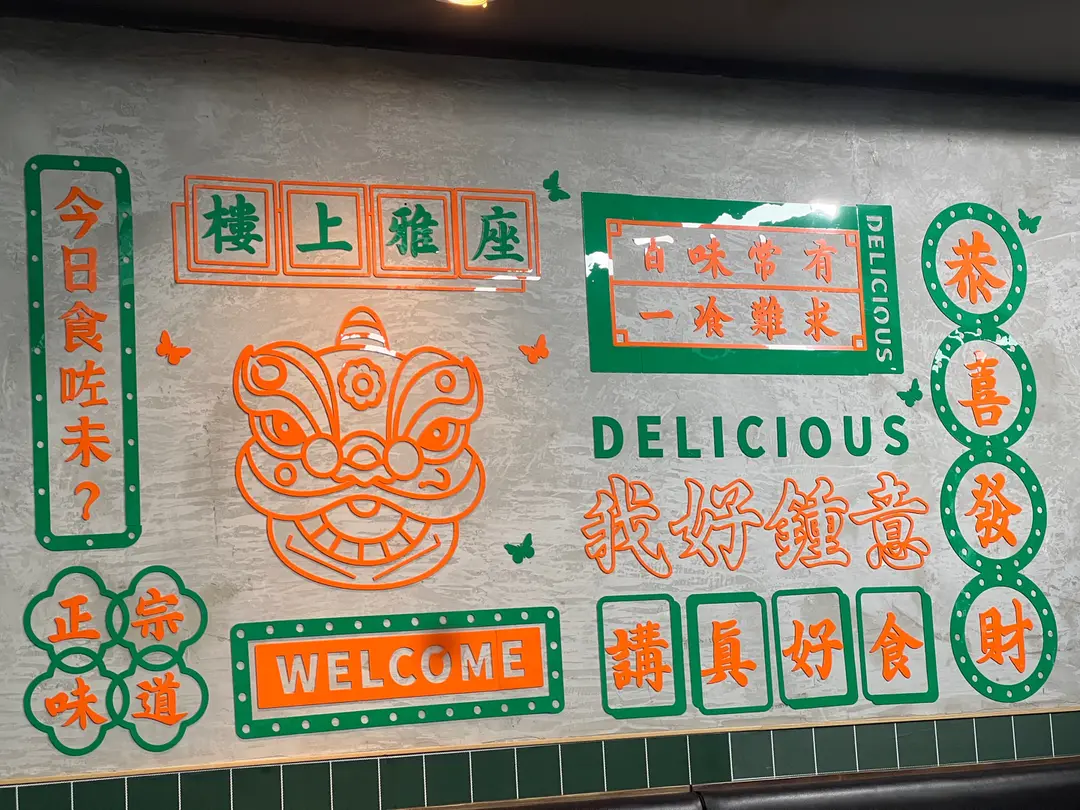 今日食咗未？
樓上雅座
百味常有
一飧難求
DELICIOUS'
恭喜發財
DELICIOUS
我好鍾意
講真好食
正宗
味道
WELCOME